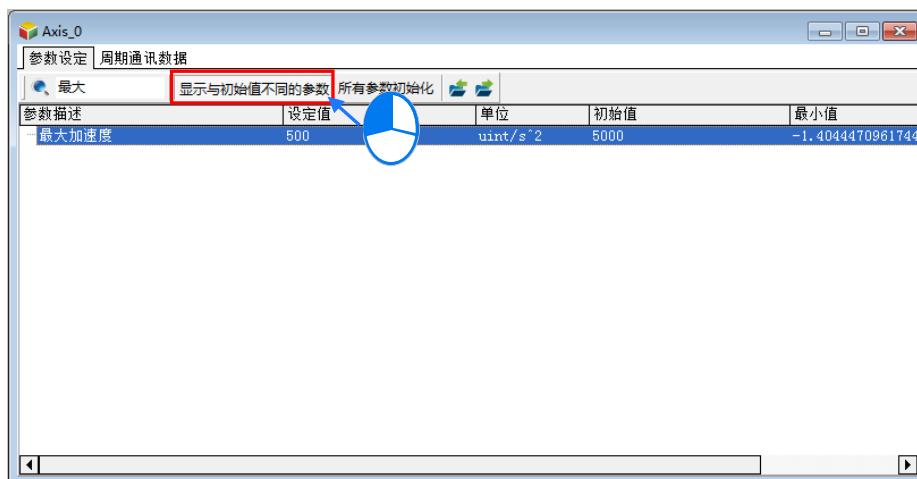 Axis_0
参数设定 周期通讯数据
最大 显示与初始值不同的参数 所有参数初始化
参数描述 设定值 单位 初始值 最小值
最大加速度 500 uint/s^2 5000 -1.4044470961744